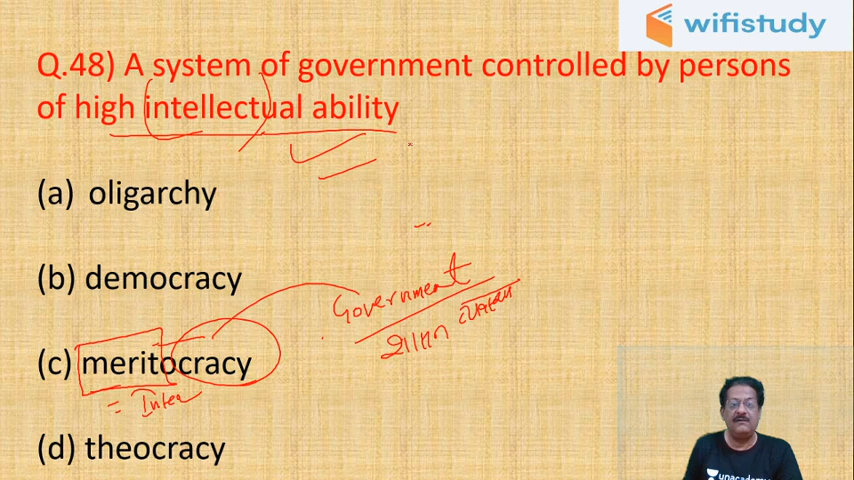 wifistudy
Q.48) A system of government controlled by persons
of high intellectual ability
(a) oligarchy
(b) democracy
Government
शासन व्यवस्था
(c) meritocracy
= Inte
(d) theocracy
unacademy